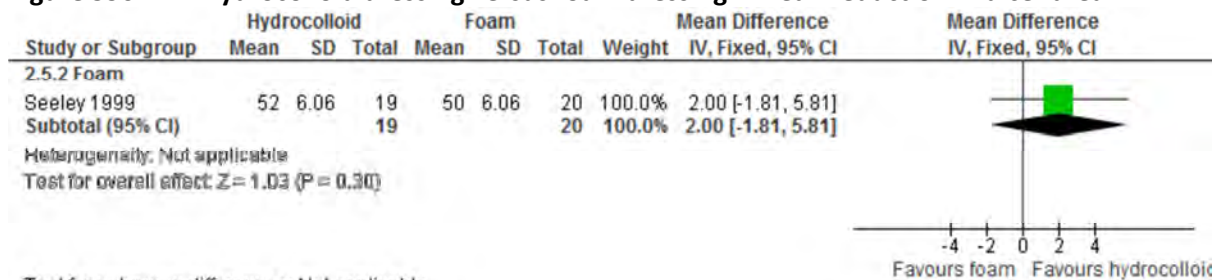 Hydrocolloid Foam Mean Difference Mean Difference
Study or Subgroup Mean SD Total Mean SD Total Weight IV, Fixed, 95% CI IV, Fixed, 95% CI
2.5.2 Foam
Seeley 1999 52 6.06 19 50 6.06 20 100.0% 2.00 [-1.81, 5.81]
Subtotal (95% CI) 19 20 100.0% 2.00 [-1.81, 5.81]
Heterogeneity: Not applicable
Test for overall effect: Z = 1.03 (P = 0.30)
-4 -2 0 2 4
Favours foam Favours hydrocolloid